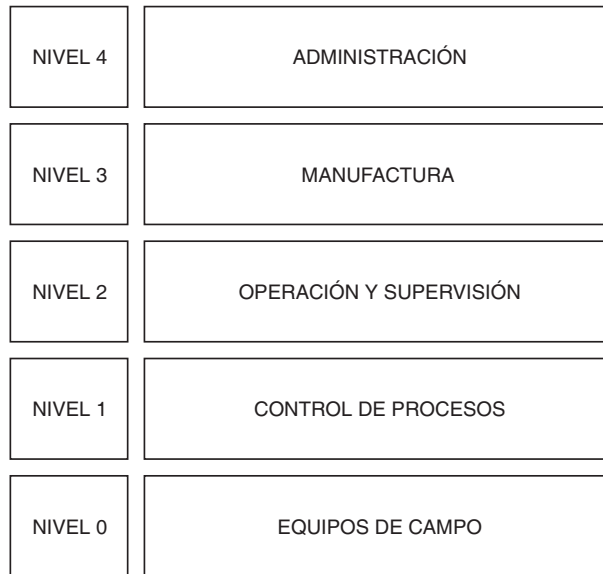 NIVEL 4 ADMINISTRACIÓN
NIVEL 3 MANUFACTURA
NIVEL 2 OPERACIÓN Y SUPERVISIÓN
NIVEL 1 CONTROL DE PROCESOS
NIVEL 0 EQUIPOS DE CAMPO